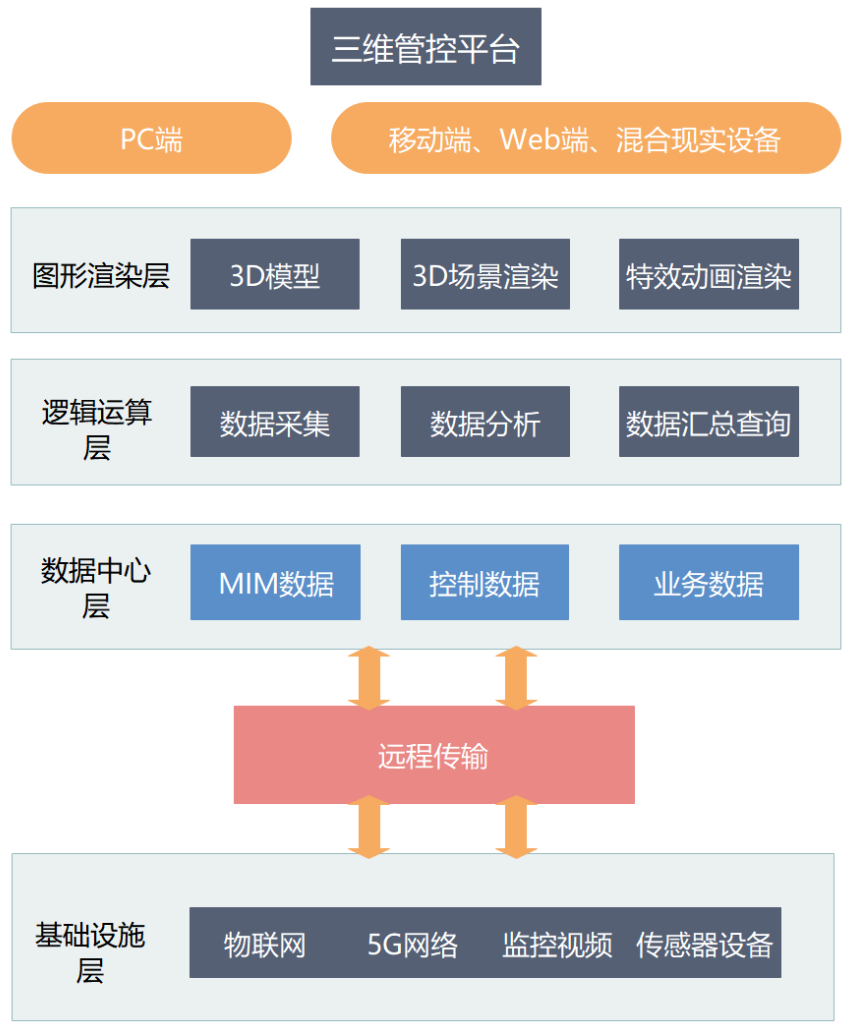 三维管控平台
PC端
移动端、Web端、混合现实设备
图形渲染层
3D模型
3D场景渲染
特效动画渲染
逻辑运算
层
数据采集
数据分析
数据汇总查询
数据中心
层
MIM数据
控制数据
业务数据
远程传输
基础设施
层
物联网
5G网络
监控视频
传感器设备